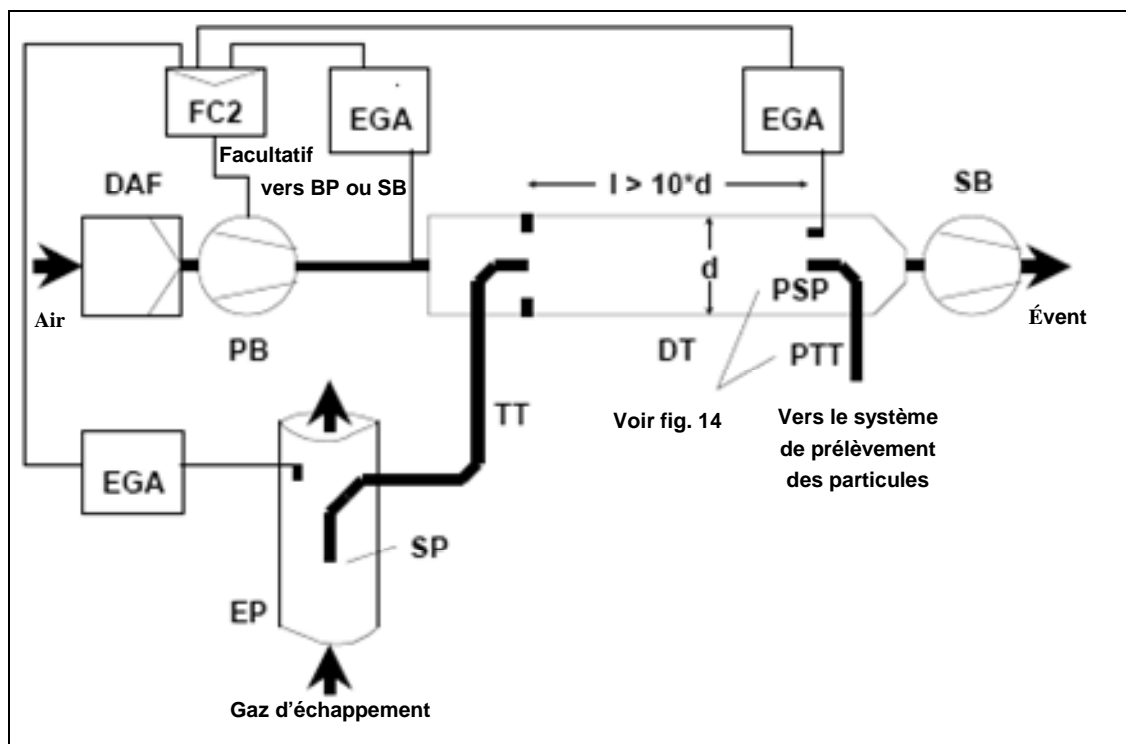 FC2
EGA
EGA
Facultatif
vers BP ou SB
DAF
l > 10*d
SB
d
PSP
Air
Évent
PB
DT
PTT
TT
Voir fig. 14
Vers le système
de prélèvement
des particules
EGA
SP
EP
Gaz d'échappement